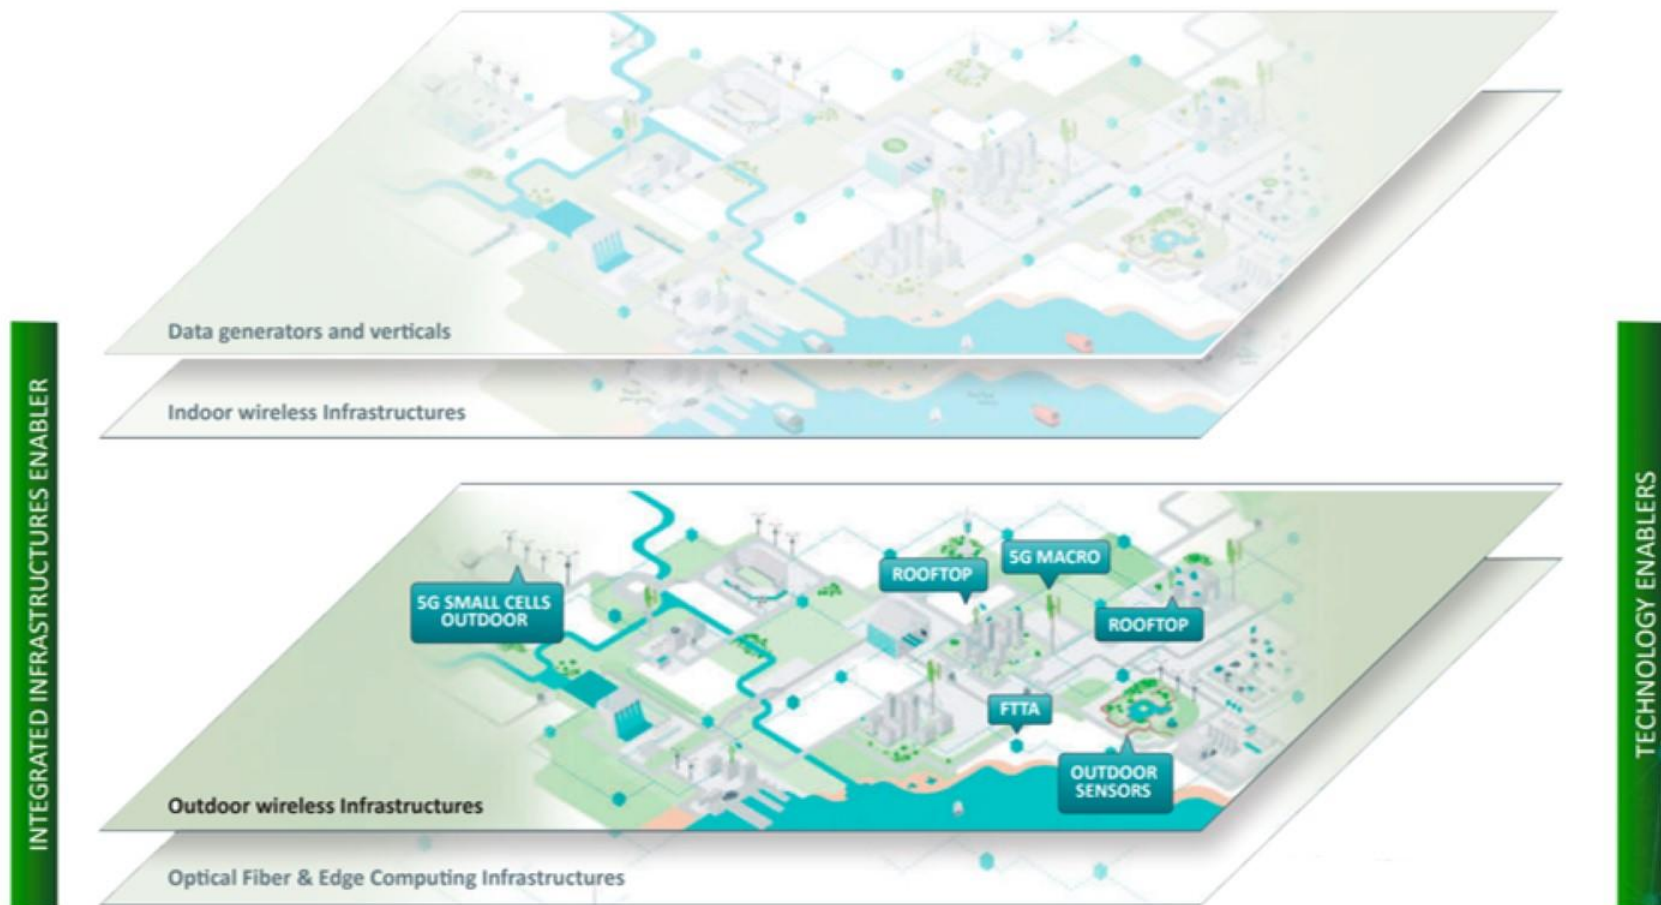 Data generators and verticals
Indoor wireless Infrastructures
INTEGRATED INFRASTRUCTURES ENABLER
TECHNOLOGY ENABLERS
5G SMALL CELLS
OUTDOOR
ROOFTOP
5G MACRO
ROOFTOP
FTTA
OUTDOOR
SENSORS
Outdoor wireless Infrastructures
Optical Fiber & Edge Computing Infrastructures